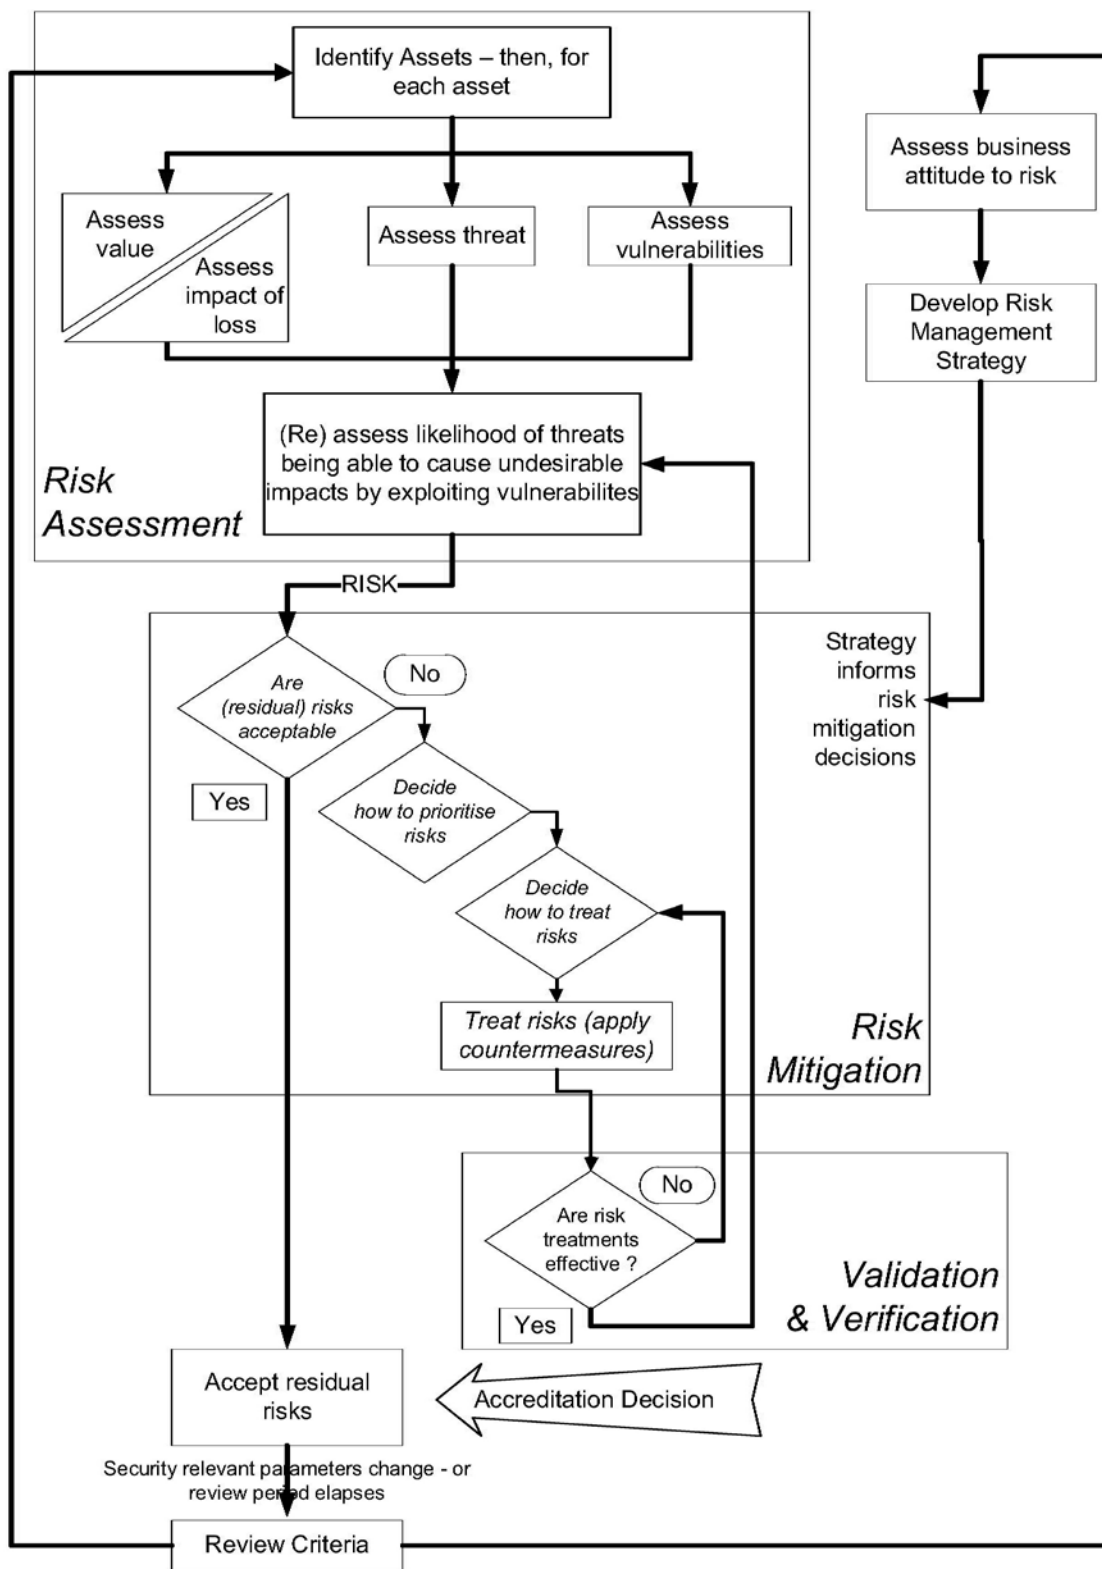 Identify Assets – then, for
each asset
Assess
value
Assess
impact of
loss
Assess threat
Assess
vulnerabilities
Assess business
attitude to risk
Develop Risk
Management
Strategy
(Re) assess likelihood of threats
being able to cause undesirable
impacts by exploiting vulnerabilites
Risk
Assessment
RISK
Are
(residual) risks
acceptable
No
Yes
Decide
how to prioritise
risks
Decide
how to treat
risks
Treat risks (apply
countermeasures)
Strategy
informs
risk
mitigation
decisions
Risk
Mitigation
Are risk
treatments
effective ?
No
Yes
Validation
& Verification
Accept residual
risks
Accreditation Decision
Security relevant parameters change - or
review period elapses
Review Criteria